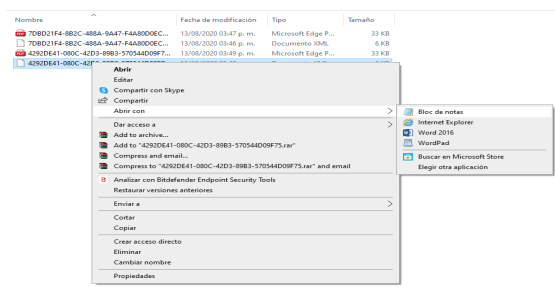 Nombre Fecha de modificación Tipo Tamaño
7DBD21F4-8B2C-488A-9A47-F4A80D0EC... 13/08/2020 03:47 p. m. Microsoft Edge P... 33 KB
7DBD21F4-8B2C-488A-9A47-F4A80D0EC... 13/08/2020 03:46 p. m. Documento XML 6 KB
4292DE41-080C-42D3-89B3-570544D09F7... 13/08/2020 03:49 p. m. Microsoft Edge P... 33 KB
Abrir
Editar
Compartir con Skype
Compartir
Abrir con
Bloc de notas
Internet Explorer
Word 2016
WordPad
Buscar en Microsoft Store
Elegir otra aplicación
Dar acceso a
Add to archive...
Add to "4292DE41-080C-42D3-89B3-570544D09F75.rar"
Compress and email...
Compress to "4292DE41-080C-42D3-89B3-570544D09F75.rar" and email
Analizar con Bitdefender Endpoint Security Tools
Restaurar versiones anteriores
Enviar a
Cortar
Copiar
Crear acceso directo
Eliminar
Cambiar nombre
Propiedades